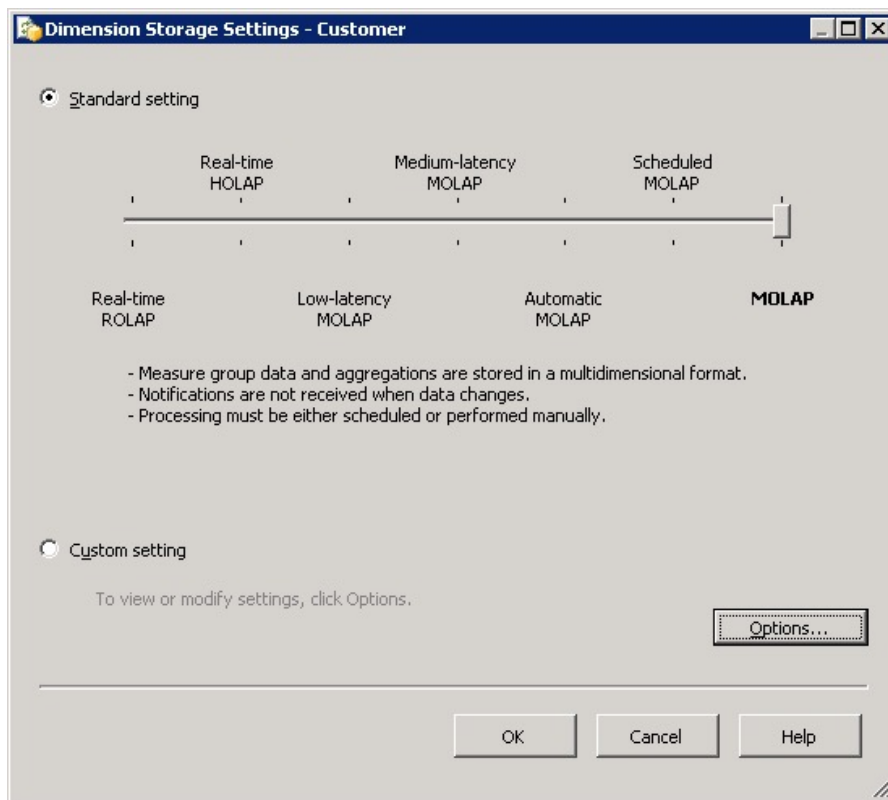 Dimension Storage Settings - Customer
Standard setting
Real-time HOLAP
Medium-latency MOLAP
Scheduled MOLAP
Real-time ROLAP
Low-latency MOLAP
Automatic MOLAP
MOLAP
- Measure group data and aggregations are stored in a multidimensional format.
- Notifications are not received when data changes.
- Processing must be either scheduled or performed manually.
Custom setting
To view or modify settings, click Options.
Options...
OK
Cancel
Help